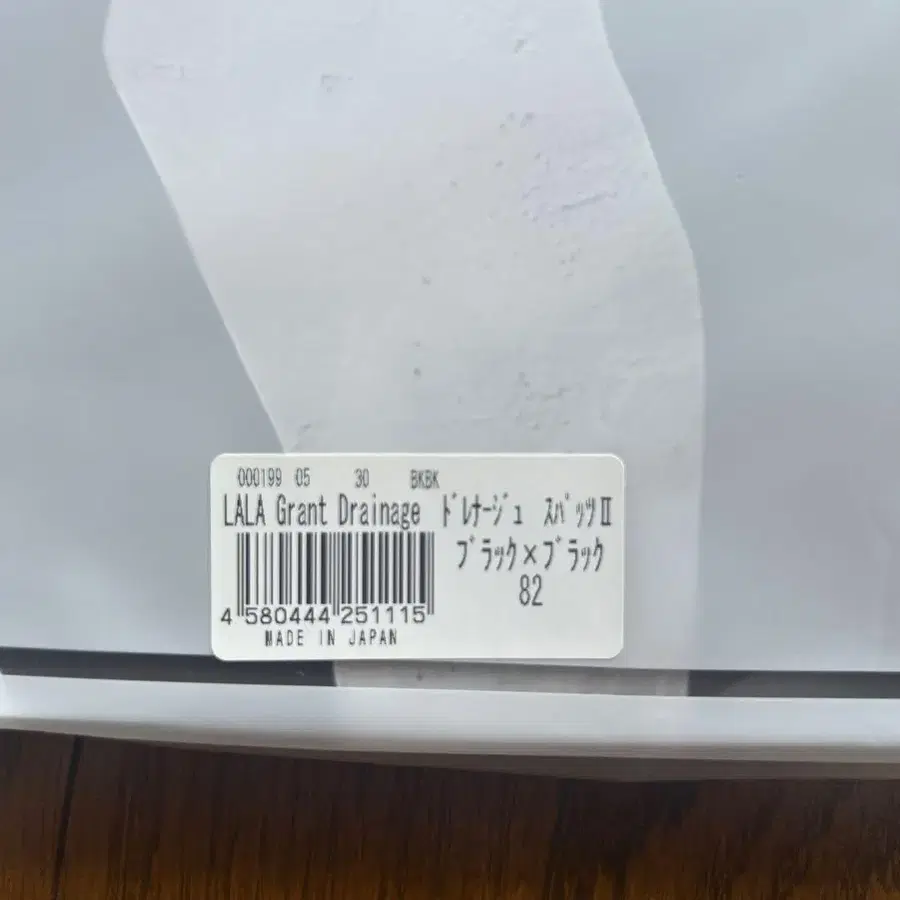 000199 05 30 BKBK
LALA Grant Drainage ﾄﾞﾚﾅｰｼﾞｭ ｽﾊﾟｯﾂⅡ
ﾌﾞﾗｯｸ×ﾌﾞﾗｯｸ
82
4 580444 251115
MADE IN JAPAN